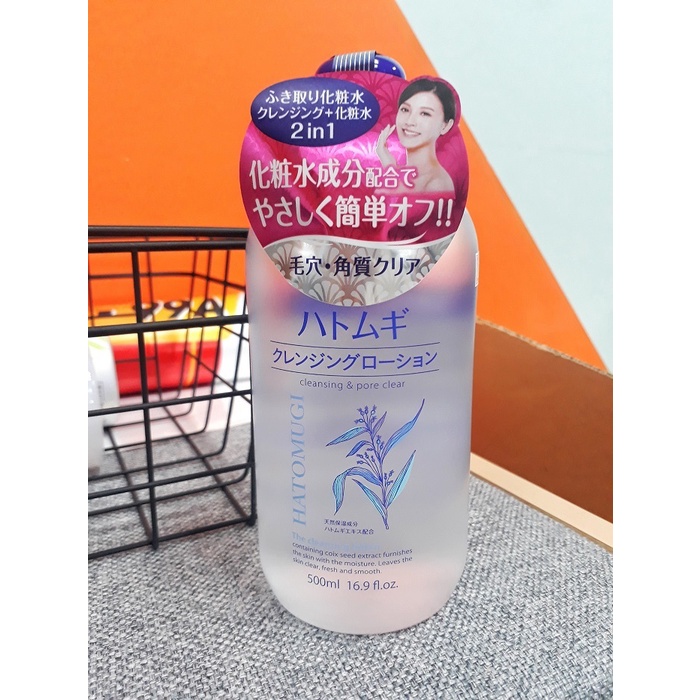 ふき取り化粧水
クレンジング+化粧水
2in1
化粧水成分配合で
やさしく簡単オフ!!
毛穴・角質クリア
ハトムギ
クレンジングローション
cleansing & pore clear
HATOMUGI
天然保湿成分
ハトムギエキス配合
containing coix seed extract furnishes
the skin with the moisture. Leaves the
skin clear, fresh and smooth.
500ml 16.9 fl.oz.